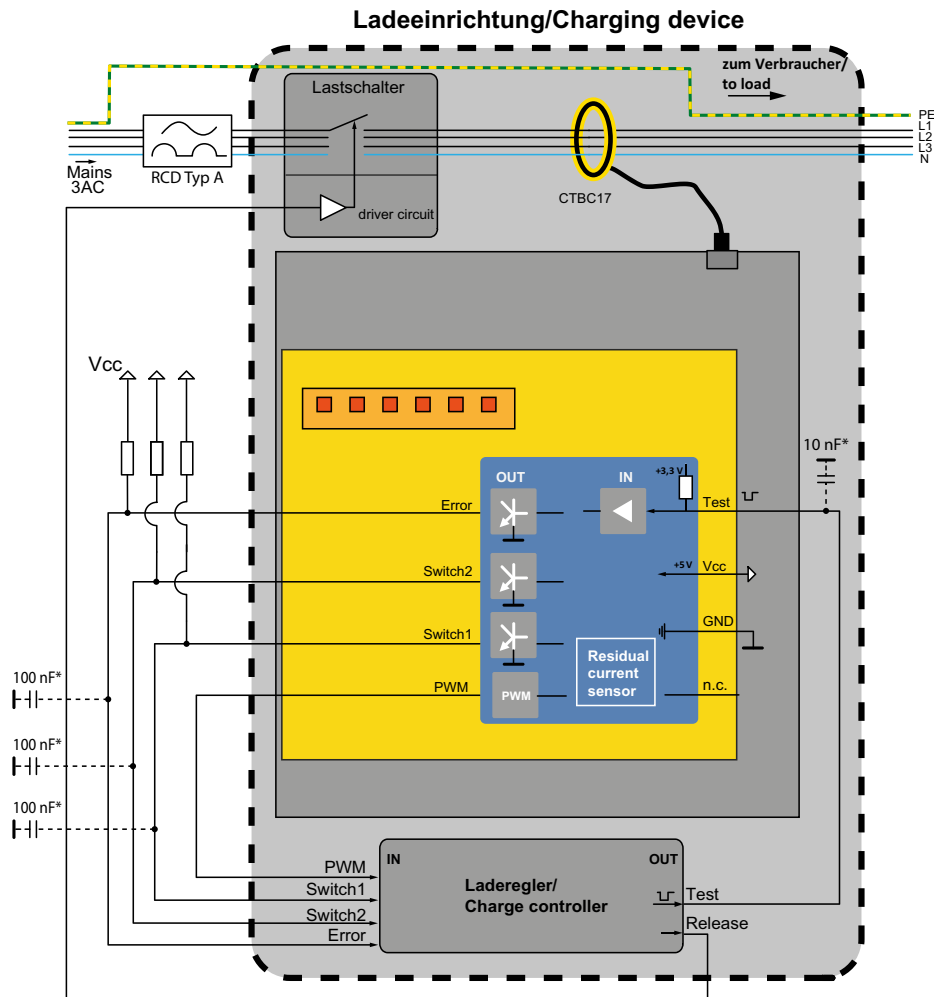 Ladeeinrichtung/Charging device
zum Verbraucher/
to load
Lastschalter
PE
L1
L2
L3
N
Mains
3AC
RCD Typ A
CTBC17
driver circuit
Vcc
10 nF*
OUT
IN
+3,3 V
Error
Test
Switch2
+5 V
Vcc
Switch1
GND
Residual
current
sensor
PWM
PWM
n.c.
100 nF*
100 nF*
100 nF*
IN
OUT
PWM
Laderegler/
Charge controller
Switch1
Test
Switch2
Release
Error